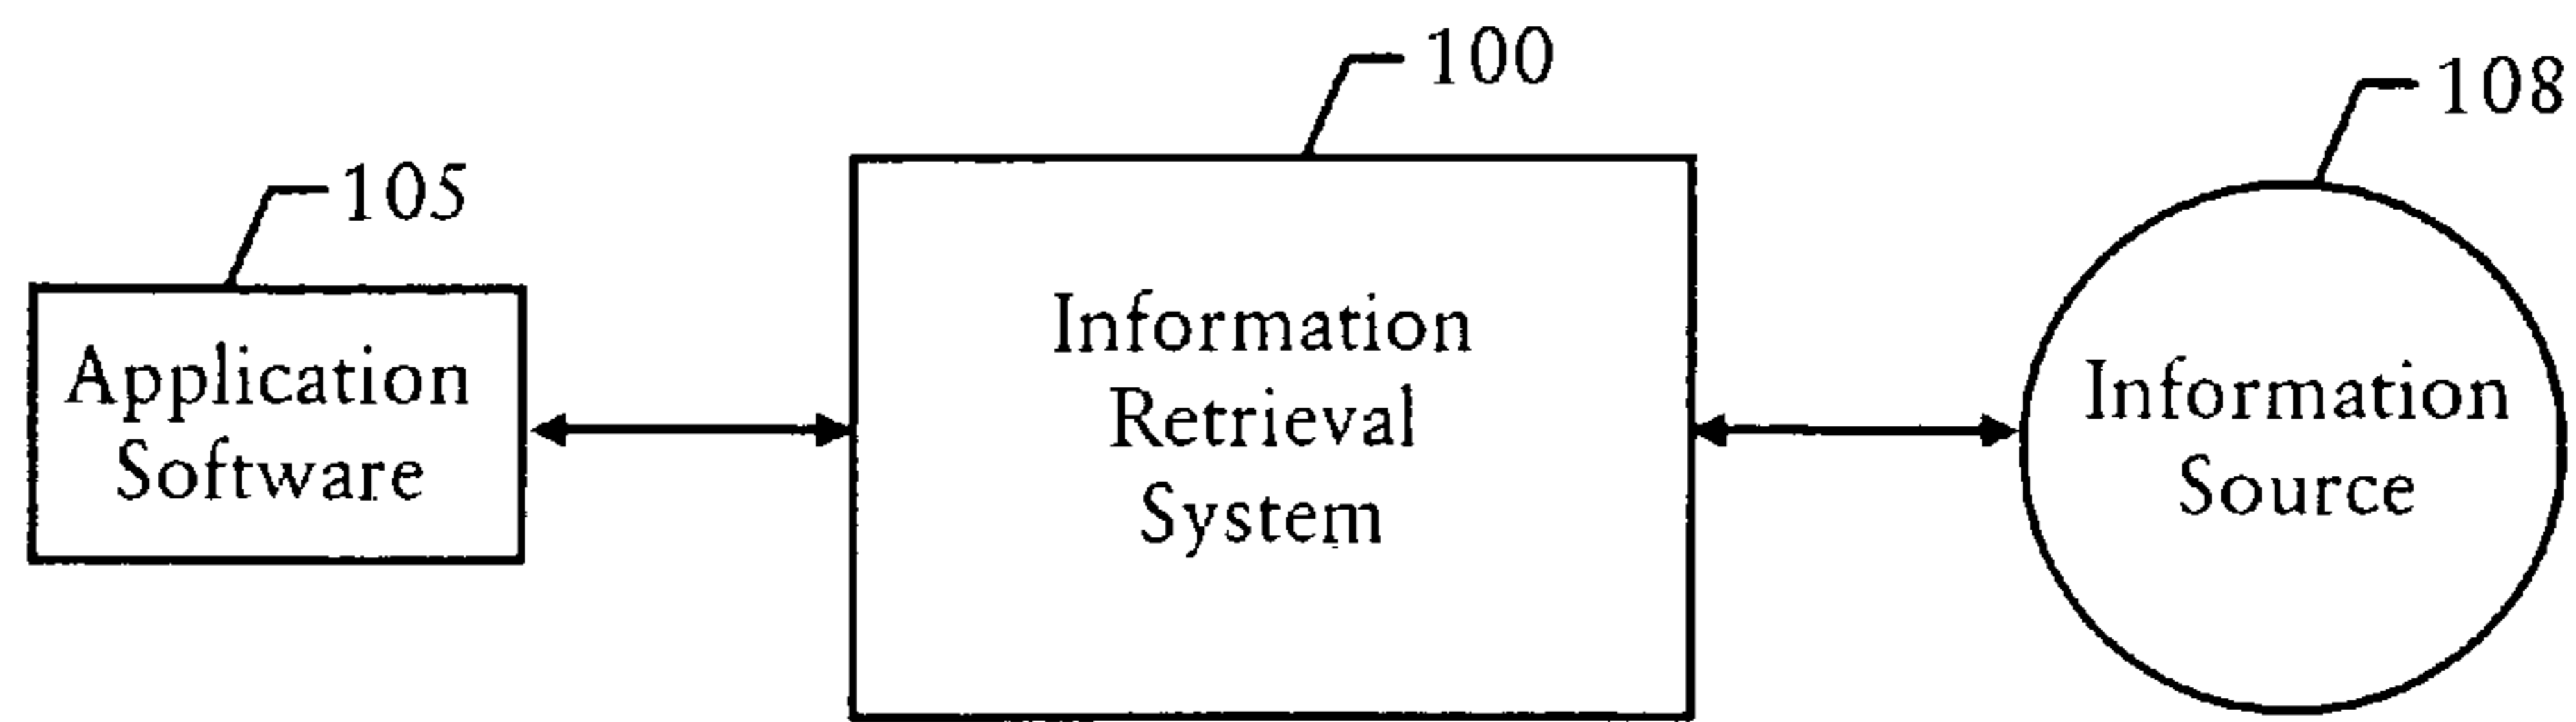 100
108
105
Application
Software
Information
Retrieval
System
Information
Source